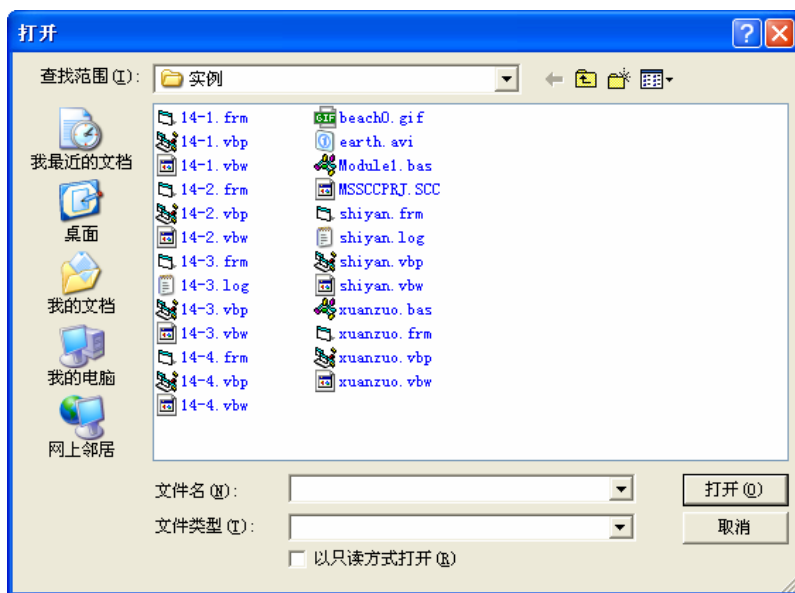 打开
查找范围(I):
实例
我最近的文档
桌面
我的文档
我的电脑
网上邻居
14-1.frm
14-1.vbp
14-1.vbw
14-2.frm
14-2.vbp
14-2.vbw
14-3.frm
14-3.log
14-3.vbp
14-3.vbw
14-4.frm
14-4.vbp
14-4.vbw
GIF
beach0.gif
earth.avi
Module1.bas
MSSCCPRJ.SCC
shiyan.frm
shiyan.log
shiyan.vbp
shiyan.vbw
xuanzuo.bas
xuanzuo.frm
xuanzuo.vbp
xuanzuo.vbw
文件名(N):
打开(O)
文件类型(T):
取消
以只读方式打开(R)